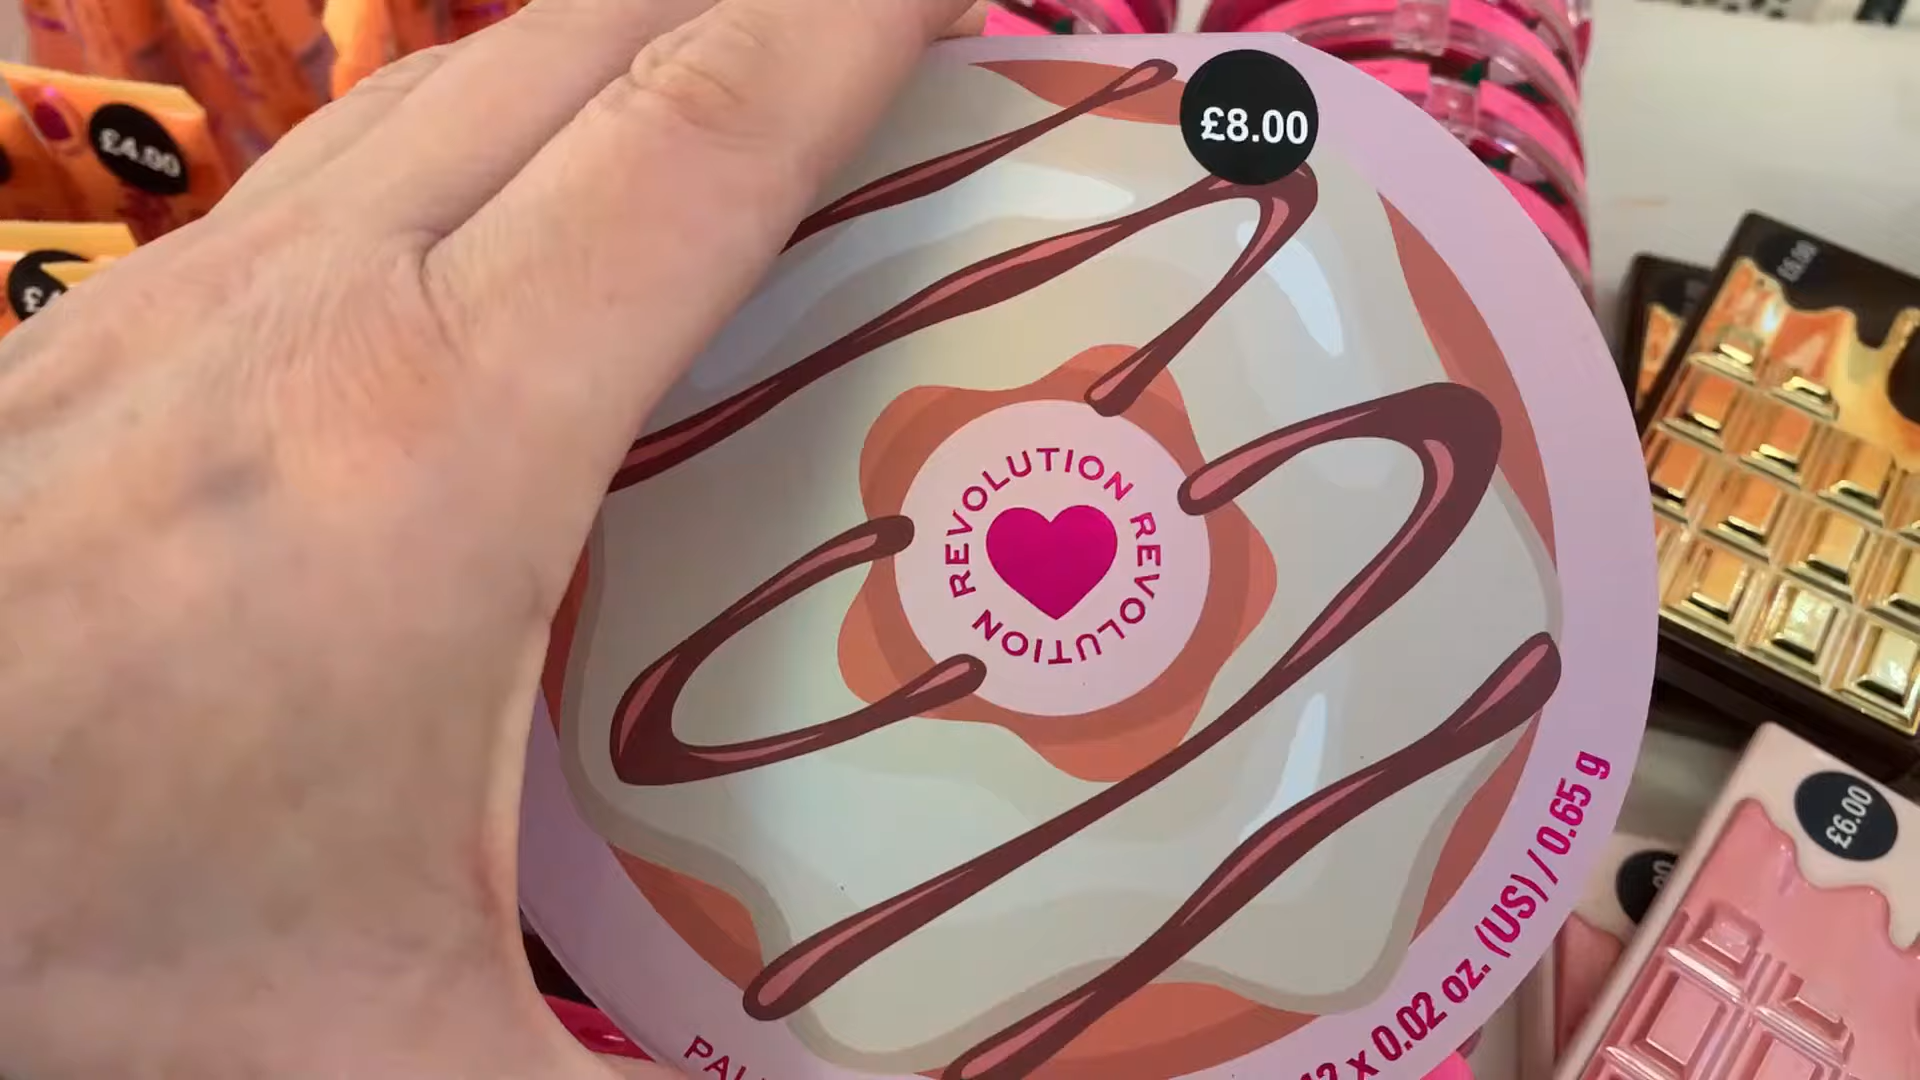 £8.00
£4.00
REVOLUTION REVOLUTION
£6.00
x 0.02 oz. (US) / 0.65 g